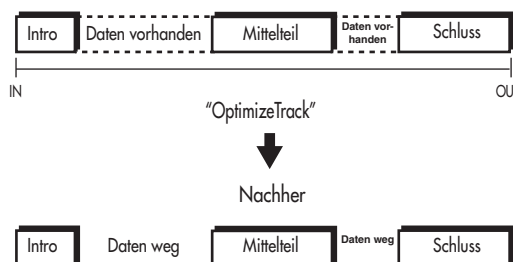 Intro Daten vorhanden Mittelteil Daten vor-
handen Schluss
IN OU
"OptimizeTrack"
Nachher
Intro Daten weg Mittelteil Daten weg Schluss